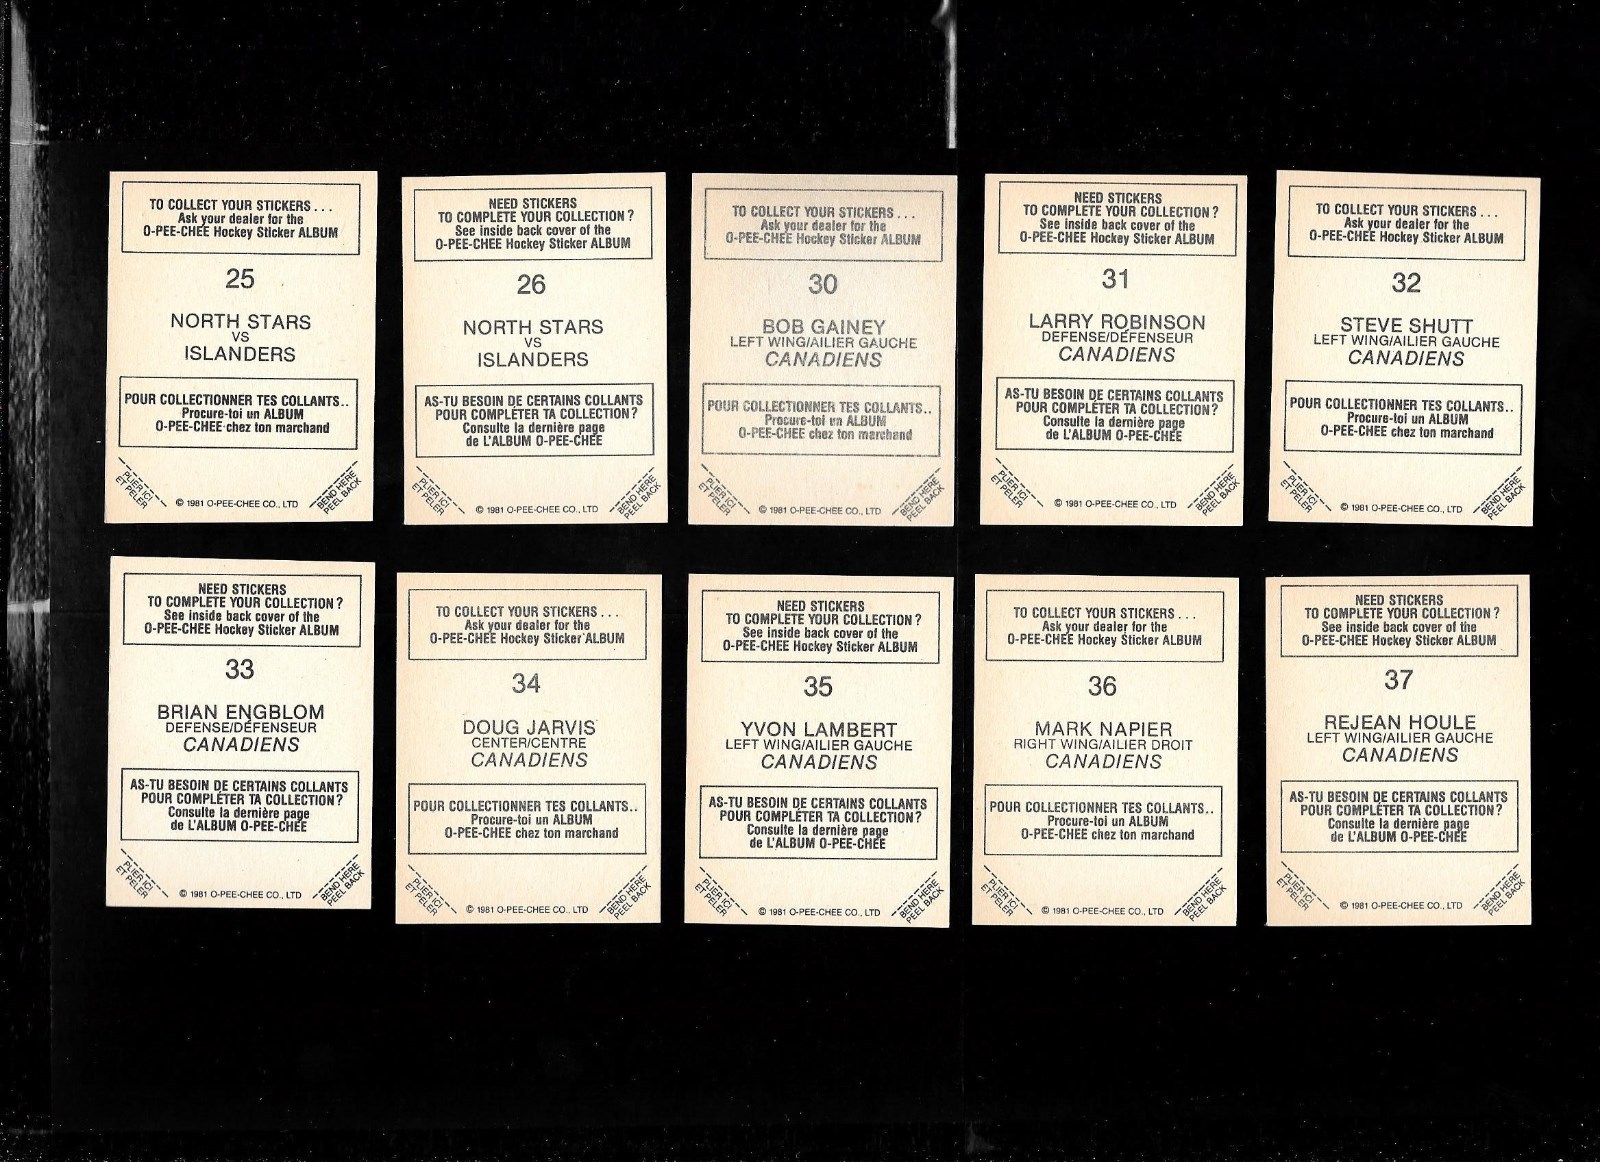 TO COLLECT YOUR STICKERS . . .
Ask your dealer for the
O-PEE-CHEE Hockey Sticker ALBUM
25
NORTH STARS
VS
ISLANDERS
POUR COLLECTIONNER TES COLLANTS..
Procure-toi un ALBUM
O-PEE-CHEE chez ton marchand
PLIER ICI
ET PELER
© 1981 O-PEE-CHEE CO., LTD
BEND HERE
PEEL BACK
NEED STICKERS
TO COMPLETE YOUR COLLECTION?
See inside back cover of the
O-PEE-CHEE Hockey Sticker ALBUM
26
NORTH STARS
VS
ISLANDERS
AS-TU BESOIN DE CERTAINS COLLANTS
POUR COMPLÉTER TA COLLECTION?
Consulte la dernière page
de L'ALBUM O-PEE-CHEE
PLIER ICI
ET PELER
© 1981 O-PEE-CHEE CO., LTD
BEND HERE
PEEL BACK
TO COLLECT YOUR STICKERS . . .
Ask your dealer for the
O-PEE-CHEE Hockey Sticker ALBUM
30
BOB GAINEY
LEFT WING/AILIER GAUCHE
CANADIENS
POUR COLLECTIONNER TES COLLANTS..
Procure-toi un ALBUM
O-PEE-CHEE chez ton marchand
PLIER ICI
ET PELER
© 1981 O-PEE-CHEE CO., LTD
BEND HERE
PEEL BACK
NEED STICKERS
TO COMPLETE YOUR COLLECTION?
See inside back cover of the
O-PEE-CHEE Hockey Sticker ALBUM
31
LARRY ROBINSON
DEFENSE/DÉFENSEUR
CANADIENS
AS-TU BESOIN DE CERTAINS COLLANTS
POUR COMPLÉTER TA COLLECTION?
Consulte la dernière page
de L'ALBUM O-PEE-CHEE
PLIER ICI
ET PELER
© 1981 O-PEE-CHEE CO., LTD
BEND HERE
PEEL BACK
TO COLLECT YOUR STICKERS . . .
Ask your dealer for the
O-PEE-CHEE Hockey Sticker ALBUM
32
STEVE SHUTT
LEFT WING/AILIER GAUCHE
CANADIENS
POUR COLLECTIONNER TES COLLANTS..
Procure-toi un ALBUM
O-PEE-CHEE chez ton marchand
PLIER ICI
ET PELER
© 1981 O-PEE-CHEE CO., LTD
BEND HERE
PEEL BACK
NEED STICKERS
TO COMPLETE YOUR COLLECTION?
See inside back cover of the
O-PEE-CHEE Hockey Sticker ALBUM
33
BRIAN ENGBLOM
DEFENSE/DÉFENSEUR
CANADIENS
AS-TU BESOIN DE CERTAINS COLLANTS
POUR COMPLÉTER TA COLLECTION?
Consulte la dernière page
de L'ALBUM O-PEE-CHEE
PLIER ICI
ET PELER
© 1981 O-PEE-CHEE CO., LTD
BEND HERE
PEEL BACK
TO COLLECT YOUR STICKERS . . .
Ask your dealer for the
O-PEE-CHEE Hockey Sticker ALBUM
34
DOUG JARVIS
CENTER/CENTRE
CANADIENS
POUR COLLECTIONNER TES COLLANTS..
Procure-toi un ALBUM
O-PEE-CHEE chez ton marchand
PLIER ICI
ET PELER
© 1981 O-PEE-CHEE CO., LTD
BEND HERE
PEEL BACK
NEED STICKERS
TO COMPLETE YOUR COLLECTION?
See inside back cover of the
O-PEE-CHEE Hockey Sticker ALBUM
35
YVON LAMBERT
LEFT WING/AILIER GAUCHE
CANADIENS
AS-TU BESOIN DE CERTAINS COLLANTS
POUR COMPLÉTER TA COLLECTION?
Consulte la dernière page
de L'ALBUM O-PEE-CHEE
PLIER ICI
ET PELER
© 1981 O-PEE-CHEE CO., LTD
BEND HERE
PEEL BACK
TO COLLECT YOUR STICKERS . . .
Ask your dealer for the
O-PEE-CHEE Hockey Sticker ALBUM
36
MARK NAPIER
RIGHT WING/AILIER DROIT
CANADIENS
POUR COLLECTIONNER TES COLLANTS..
Procure-toi un ALBUM
O-PEE-CHEE chez ton marchand
PLIER ICI
ET PELER
© 1981 O-PEE-CHEE CO., LTD
BEND HERE
PEEL BACK
NEED STICKERS
TO COMPLETE YOUR COLLECTION?
See inside back cover of the
O-PEE-CHEE Hockey Sticker ALBUM
37
REJEAN HOULE
LEFT WING/AILIER GAUCHE
CANADIENS
AS-TU BESOIN DE CERTAINS COLLANTS
POUR COMPLÉTER TA COLLECTION?
Consulte la dernière page
de L'ALBUM O-PEE-CHEE
PLIER ICI
ET PELER
© 1981 O-PEE-CHEE CO., LTD
BEND HERE
PEEL BACK